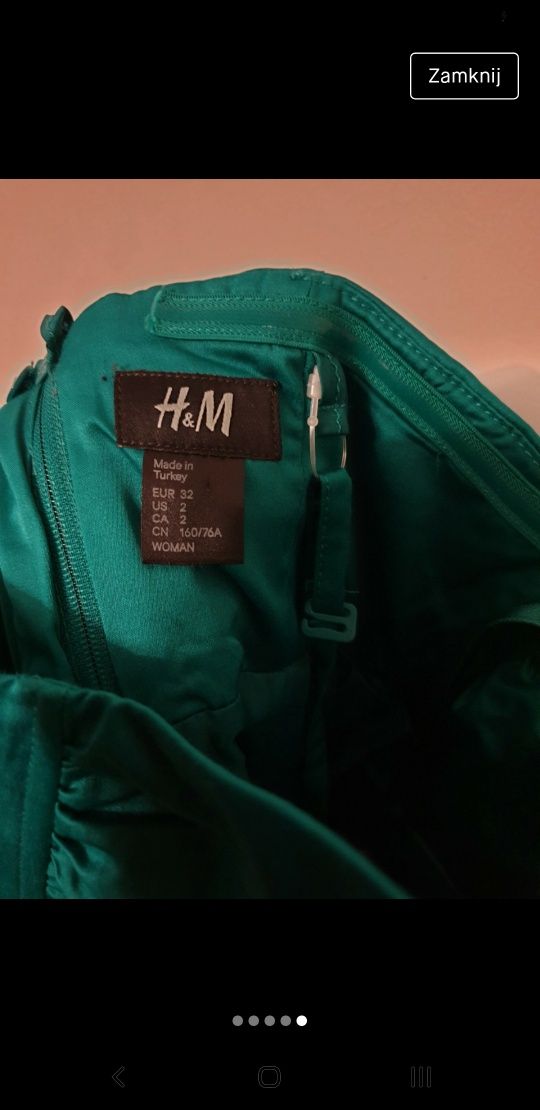 Zamknij
H&M
Made in
Turkey
EUR 32
US 2
CA 2
CN 160/76A
WOMAN